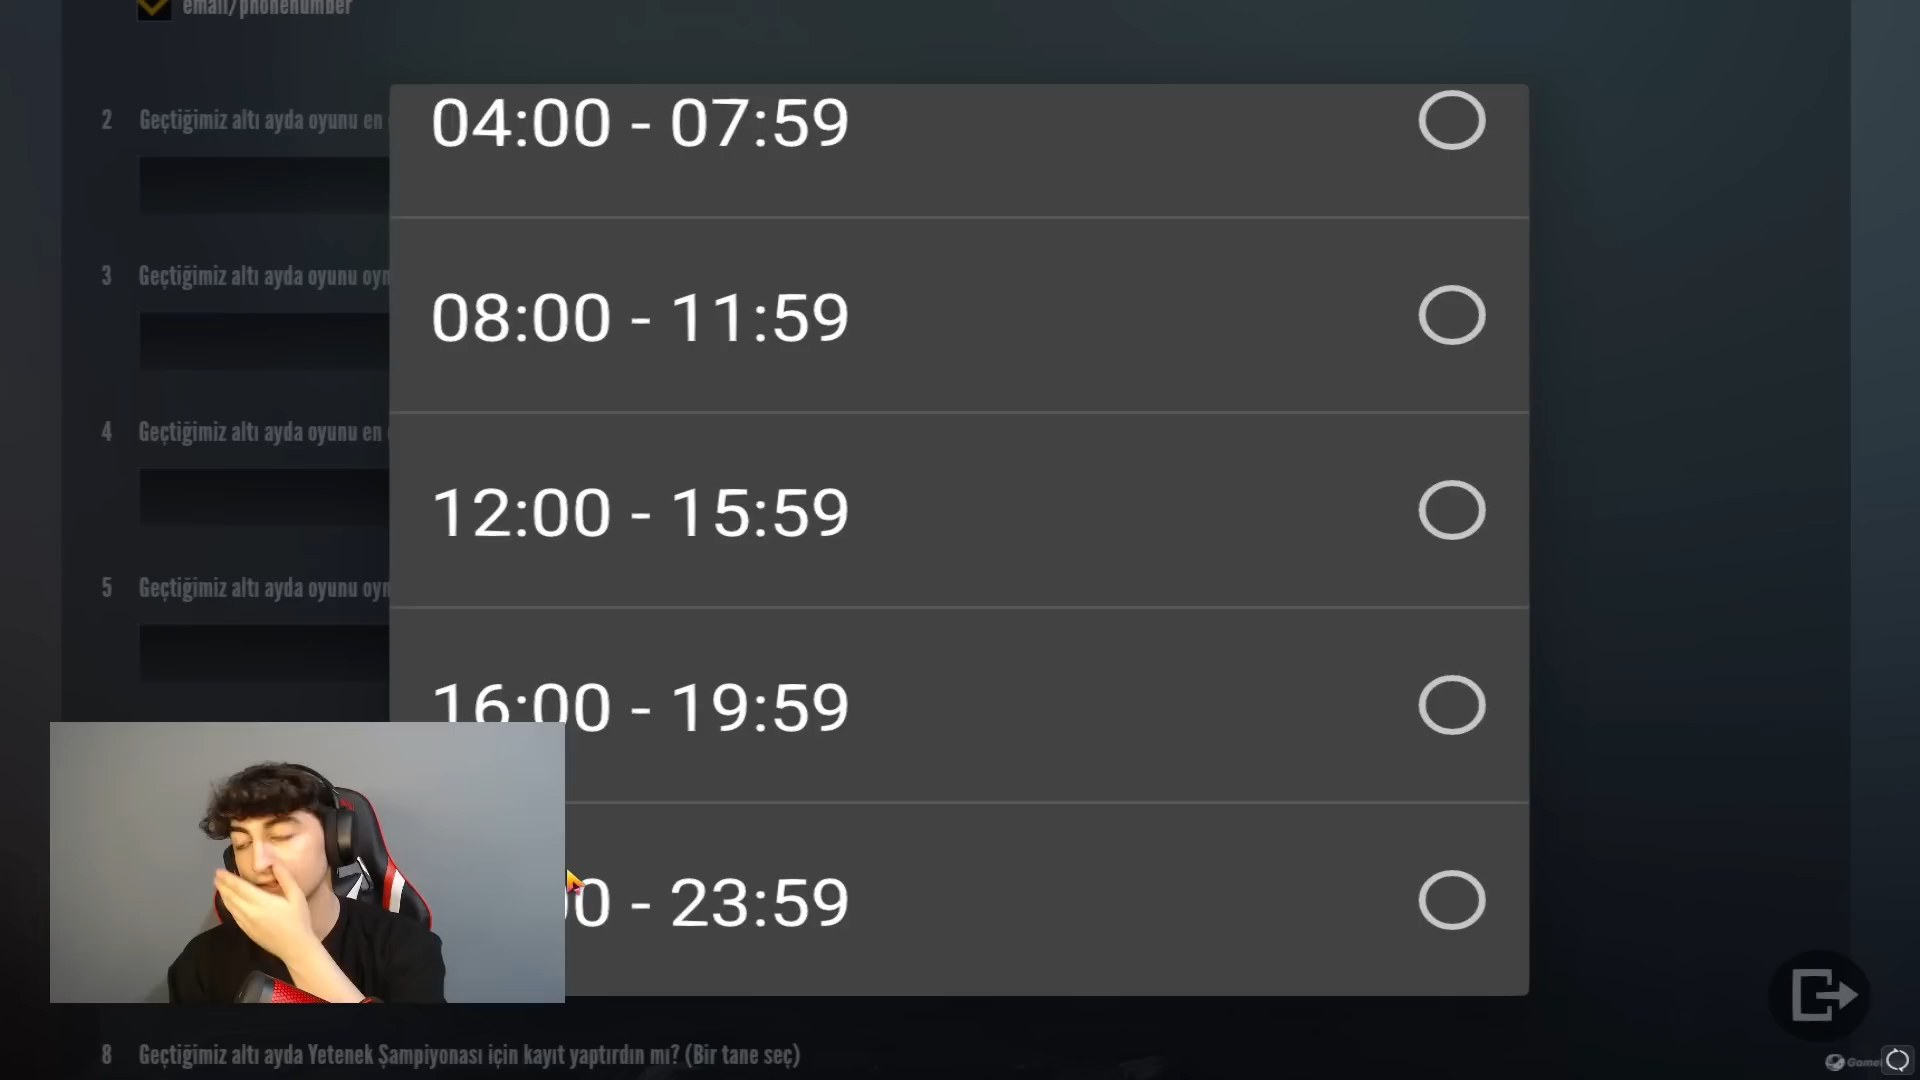 email/phonenumber
2 Geçtiğimiz altı ayda oyunu en
04:00 - 07:59
3 Geçtiğimiz altı ayda oyunu
08:00 - 11:59
4 Geçtiğimiz altı ayda oyunu en
12:00 - 15:59
5 Geçtiğimiz altı ayda oyunu
16:00 - 19:59
- 23:59
8 Geçtiğimiz altı ayda Yetenek Şampiyonası için kayıt yaptırdın mı? (Bir tane seç)